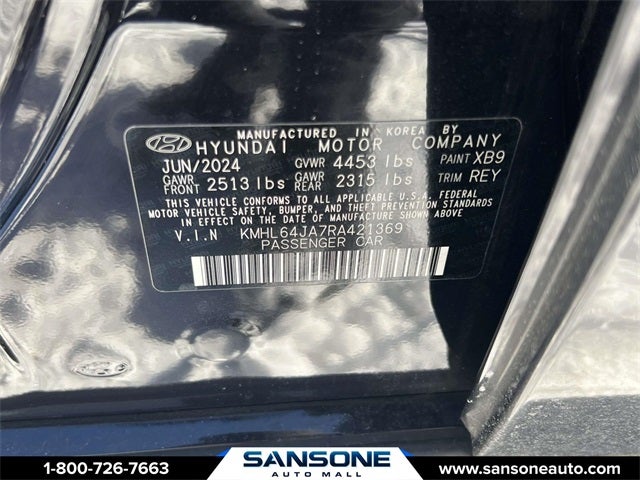 MANUFACTURED IN KOREA BY
HYUNDAI MOTOR COMPANY
JUN/2024 GVWR 4453 lbs PAINT XB9
GAWR FRONT 2513 lbs GAWR REAR 2315 lbs TRIM REY
THIS VEHICLE CONFORMS TO ALL APPLICABLE U.S.A. FEDERAL
MOTOR VEHICLE SAFETY, BUMPER, AND THEFT PREVENTION STANDARDS
IN EFFECT ON THE DATE OF MANUFACTURE SHOWN ABOVE.
V.I.N KMHL64JA7RA421369
PASSENGER CAR
1-800-726-7663
SANSONE
AUTO MALL
www.sansoneauto.com